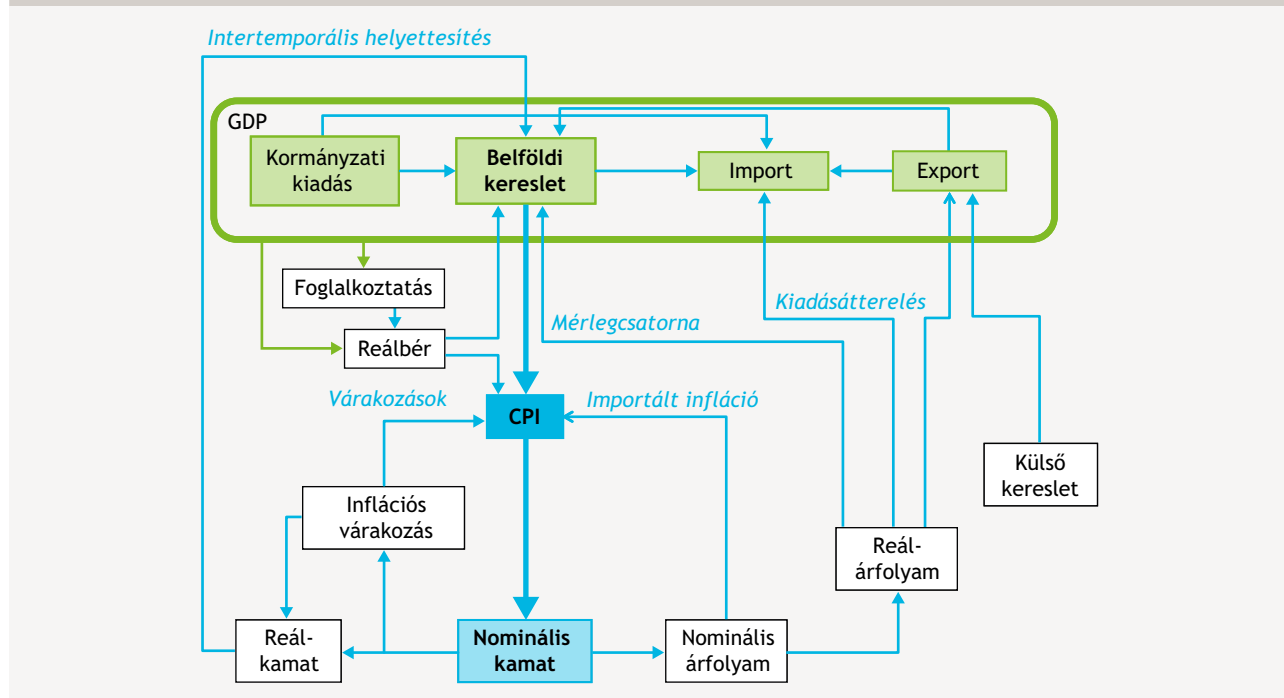 Intertemporális helyettesítés
GDP
Kormányzati
kiadás
Belföldi
kereslet
Import
Export
Foglalkoztatás
Reálbér
Mérlegcsatorna
Kiadásátterelés
Várakozások
CPI
Importált infláció
Külső
kereslet
Inflációs
várakozás
Reál-
árfolyam
Reál-
kamat
Nominális
kamat
Nominális
árfolyam